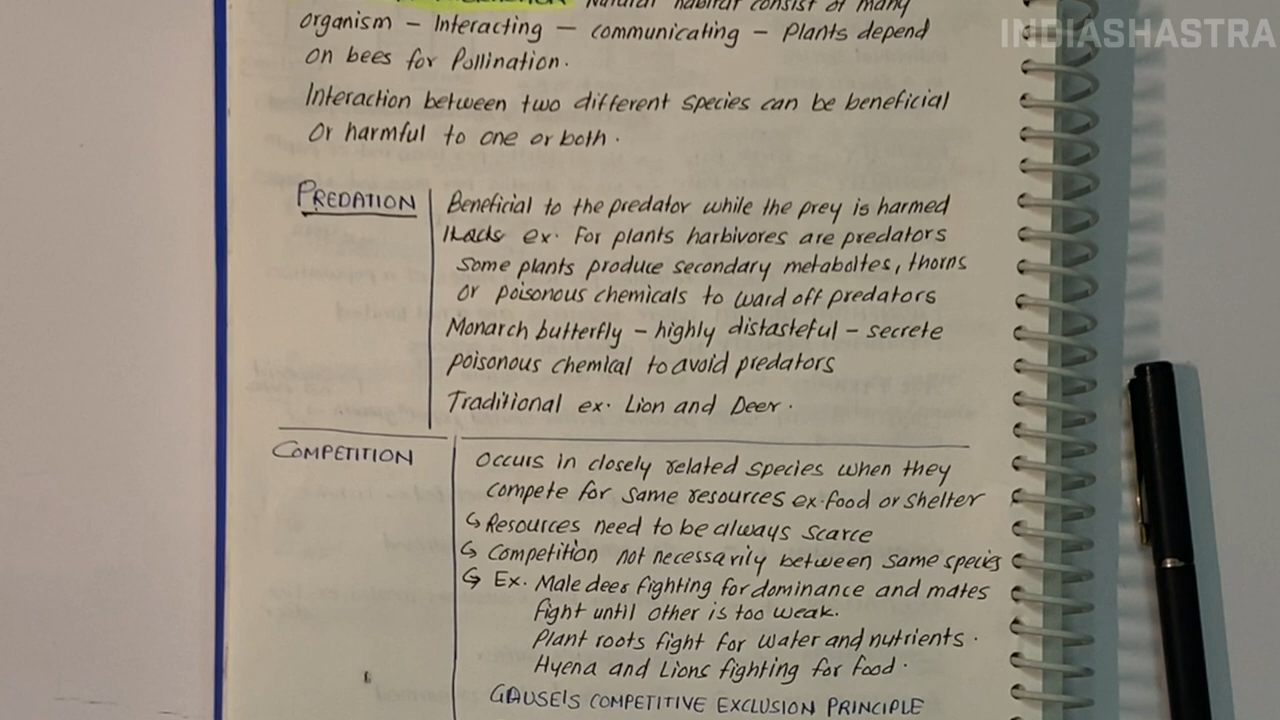 Natural habitat consist of many
organism - Interacting - communicating - Plants depend
on bees for Pollination.
Interaction between two different species can be beneficial
or harmful to one or both.
PREDATION
Beneficial to the predator while the prey is harmed
ex. For plants harbivores are predators
some plants produce secondary metaboltes, thorns
or poisonous chemicals to ward off predators
Monarch butterfly - highly distasteful - secrete
poisonous chemical to avoid predators
Traditional ex. Lion and Deer.
COMPETITION
Occurs in closely related species when they
compete for same resources ex. food or shelter
↳ Resources need to be always scarce
↳ Competition not necessarily between same species
↳ Ex. Male deer fighting for dominance and mates
fight until other is too weak.
Plant roots fight for water and nutrients.
Hyena and Lions fighting for food.
GAUSE'S COMPETITIVE EXCLUSION PRINCIPLE
INDIASHASTRA